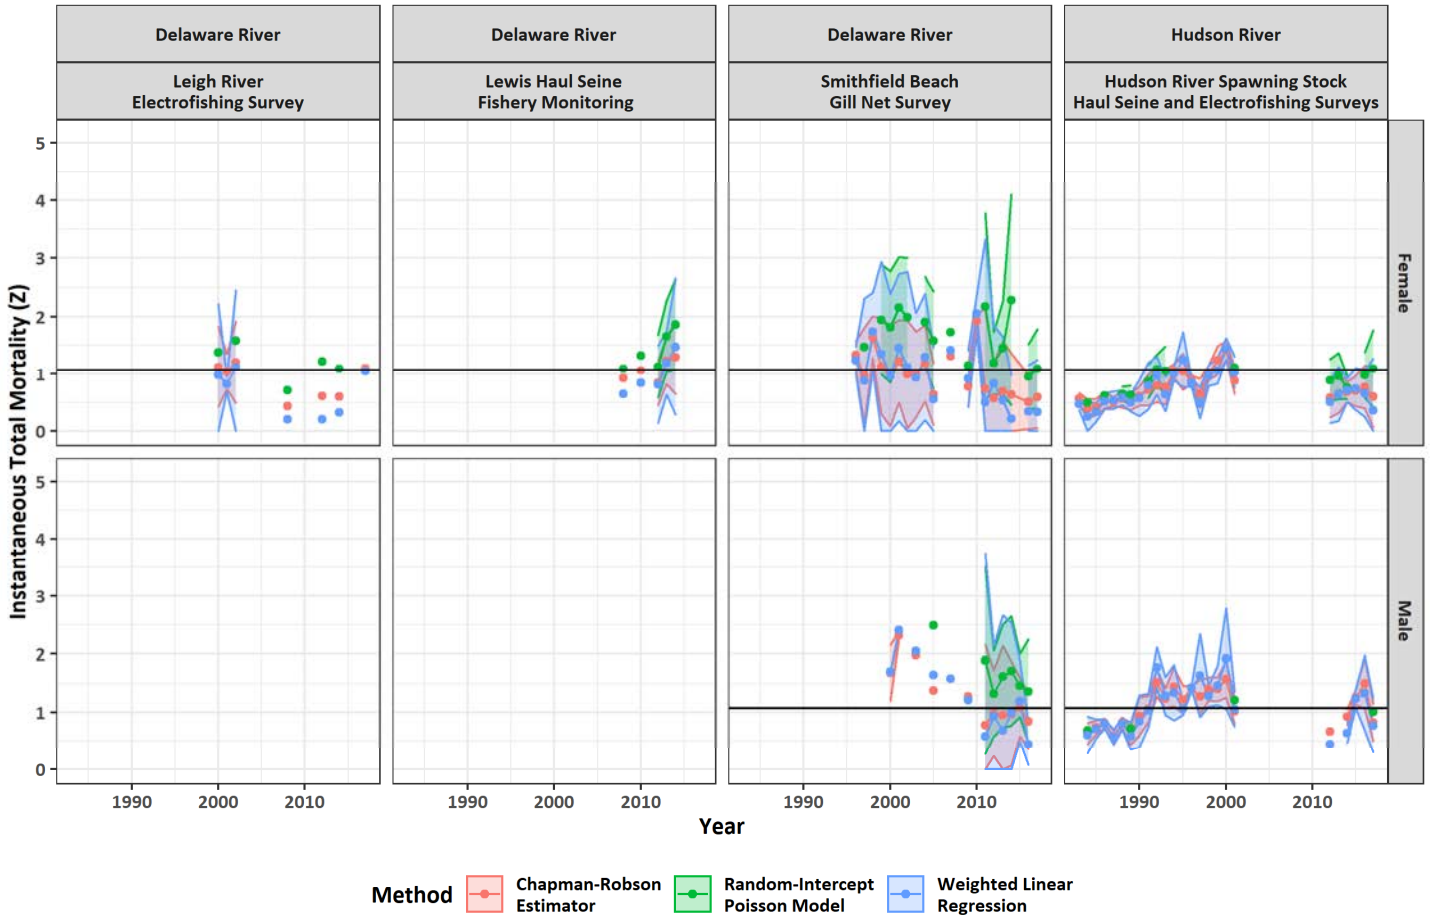 Delaware River
Delaware River
Delaware River
Hudson River
Leigh River
Electrofishing Survey
Lewis Haul Seine
Fishery Monitoring
Smithfield Beach
Gill Net Survey
Hudson River Spawning Stock
Haul Seine and Electrofishing Surveys
Instantaneous Total Mortality (Z)
5
4
3
2
1
0
Female
5
4
3
2
1
0
Male
1990 2000 2010
1990 2000 2010
1990 2000 2010
1990 2000 2010
Year
Method
Chapman-Robson
Estimator
Random-Intercept
Poisson Model
Weighted Linear
Regression